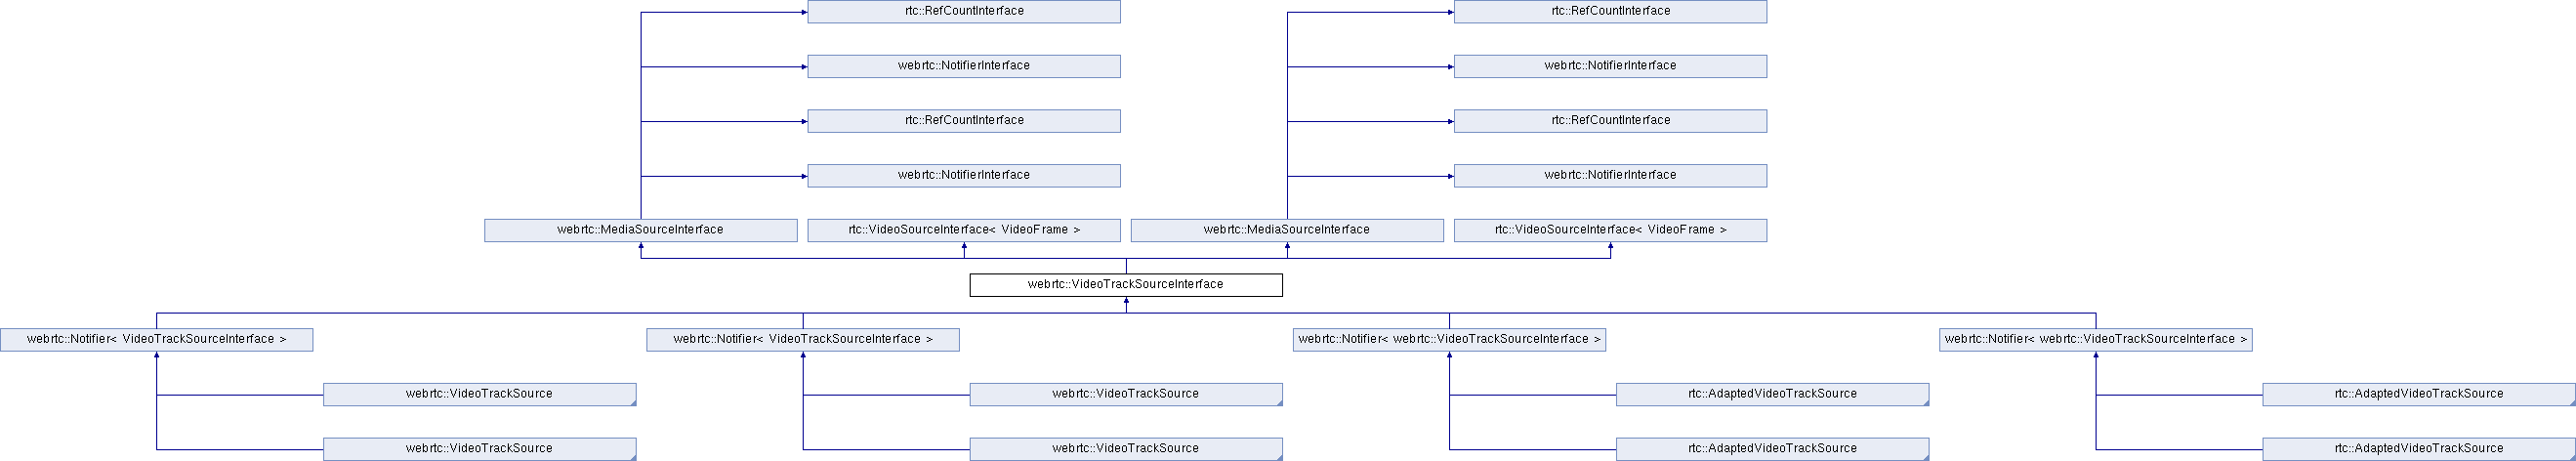 rtc::RefCountInterface
rtc::RefCountInterface
webrtc::NotifierInterface
webrtc::NotifierInterface
rtc::RefCountInterface
rtc::RefCountInterface
webrtc::NotifierInterface
webrtc::NotifierInterface
webrtc::MediaSourceInterface
rtc::VideoSourceInterface< VideoFrame >
webrtc::MediaSourceInterface
rtc::VideoSourceInterface< VideoFrame >
webrtc::VideoTrackSourceInterface
webrtc::Notifier< VideoTrackSourceInterface >
webrtc::Notifier< VideoTrackSourceInterface >
webrtc::Notifier< webrtc::VideoTrackSourceInterface >
webrtc::Notifier< webrtc::VideoTrackSourceInterface >
webrtc::VideoTrackSource
webrtc::VideoTrackSource
rtc::AdaptedVideoTrackSource
rtc::AdaptedVideoTrackSource
webrtc::VideoTrackSource
webrtc::VideoTrackSource
rtc::AdaptedVideoTrackSource
rtc::AdaptedVideoTrackSource